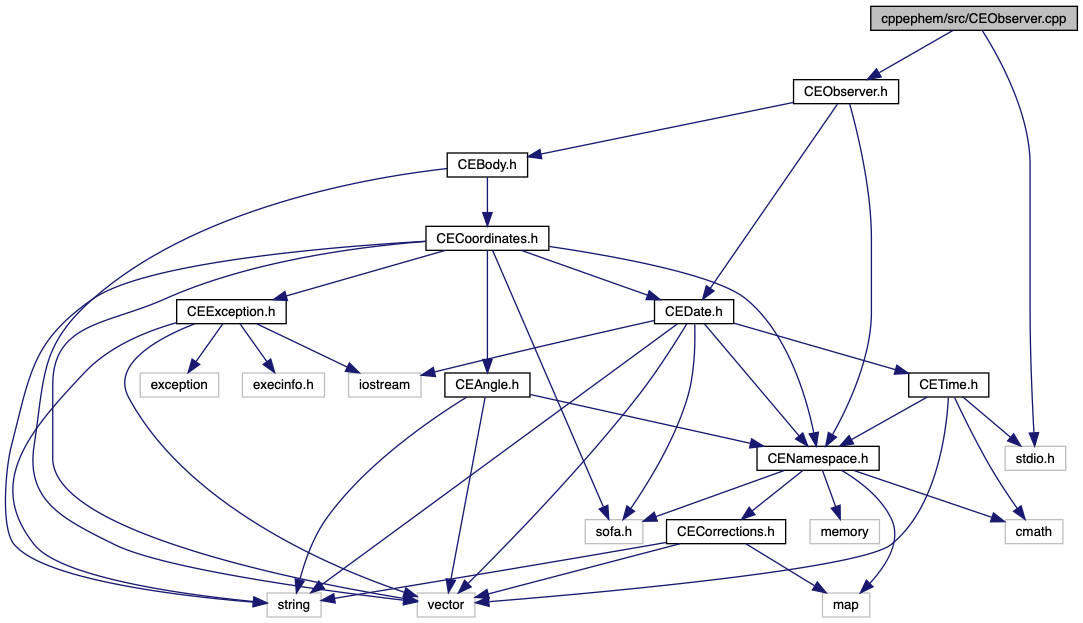 cppephem/src/CEObserver.cpp
CEObserver.h
CEBody.h
CECoordinates.h
CEException.h
CEDate.h
exception
execinfo.h
iostream
CEAngle.h
CETime.h
CENamespace.h
stdio.h
sofa.h
CECorrections.h
memory
cmath
string
vector
map